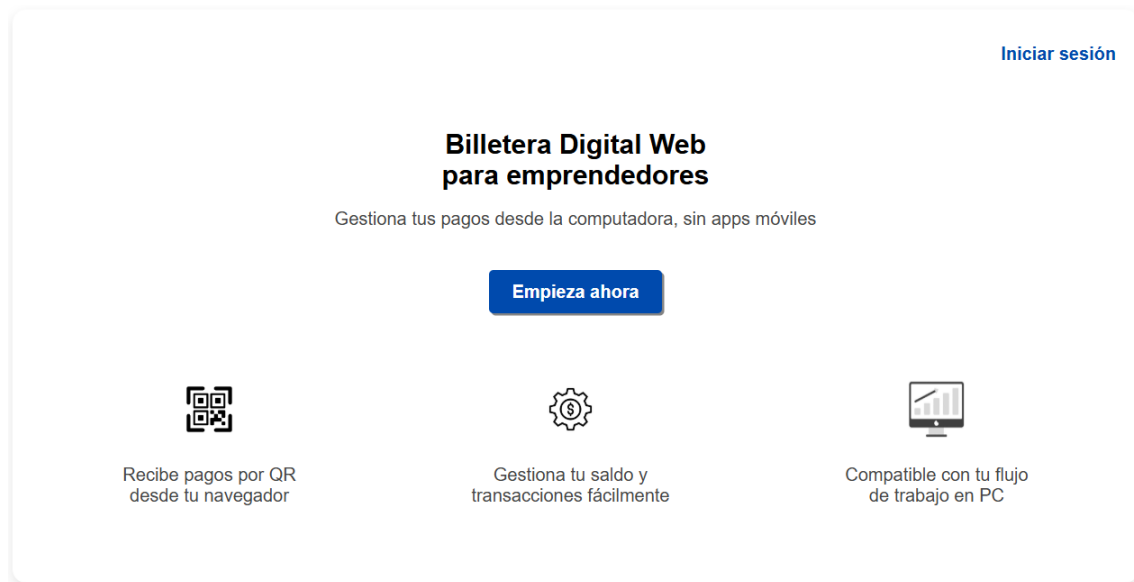 Iniciar sesión
Billetera Digital Web
para emprendedores
Gestiona tus pagos desde la computadora, sin apps móviles
Empieza ahora
Recibe pagos por QR
desde tu navegador
Gestiona tu saldo y
transacciones fácilmente
Compatible con tu flujo
de trabajo en PC